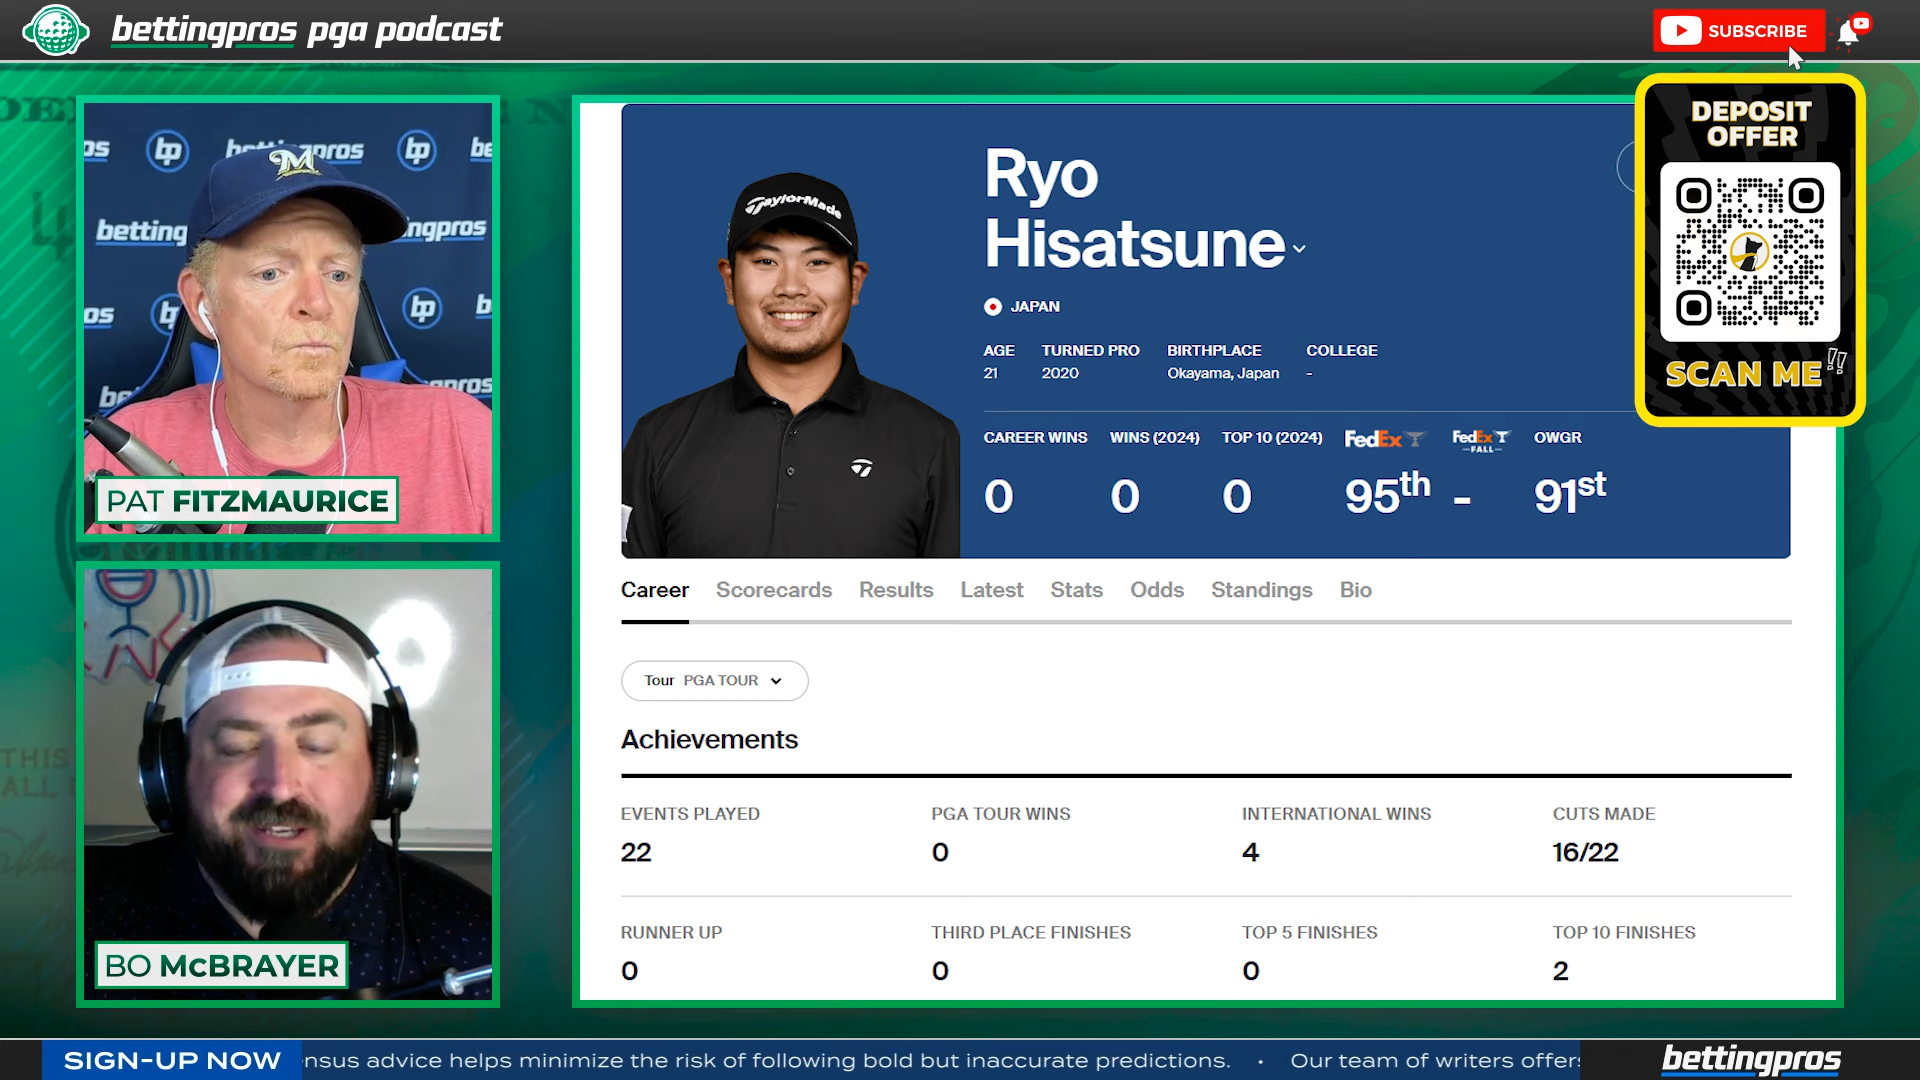 bettingpros pga podcast
SUBSCRIBE
DEPOSIT
OFFER
SCAN ME!!
bp
bettingpros
PAT FITZMAURICE
BO McBRAYER
TaylorMade
Ryo
Hisatsune
JAPAN
AGE TURNED PRO BIRTHPLACE COLLEGE
21 2020 Okayama, Japan -
CAREER WINS WINS (2024) TOP 10 (2024) FedEx FedEx FALL OWGR
0 0 0 95th - 91st
Career Scorecards Results Latest Stats Odds Standings Bio
Tour PGA TOUR
Achievements
EVENTS PLAYED PGA TOUR WINS INTERNATIONAL WINS CUTS MADE
22 0 4 16/22
RUNNER UP THIRD PLACE FINISHES TOP 5 FINISHES TOP 10 FINISHES
0 0 0 2
SIGN-UP NOW ensus advice helps minimize the risk of following bold but inaccurate predictions. • Our team of writers offers bettingpros